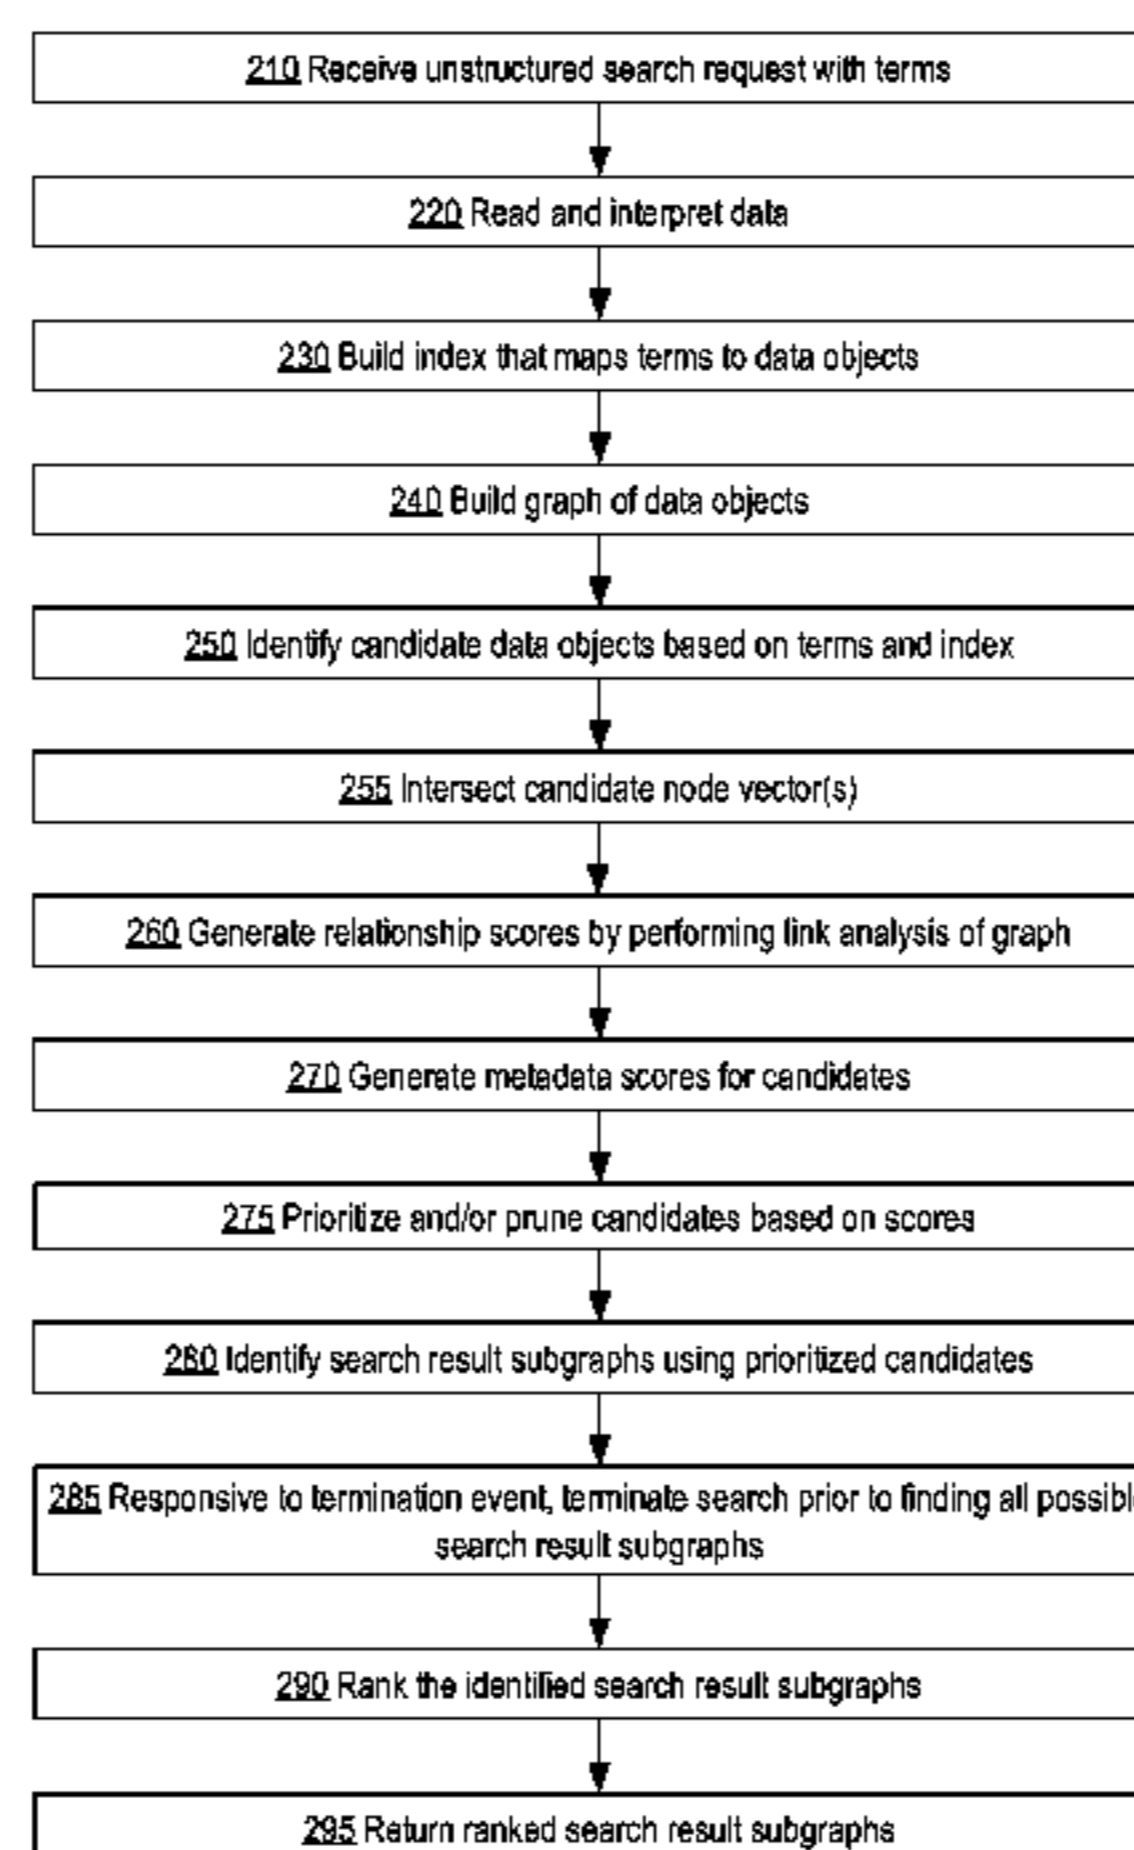 210 Receive unstructured search request with terms
220 Read and interpret data
230 Build index that maps terms to data objects
240 Build graph of data objects
250 Identify candidate data objects based on terms and index
255 Intersect candidate node vector(s)
260 Generate relationship scores by performing link analysis of graph
270 Generate metadata scores for candidates
275 Prioritize and/or prune candidates based on scores
280 Identify search result subgraphs using prioritized candidates
285 Responsive to termination event, terminate search prior to finding all possibl
search result subgraphs
290 Rank the identified search result subgraphs
295 Return ranked search result subgraphs